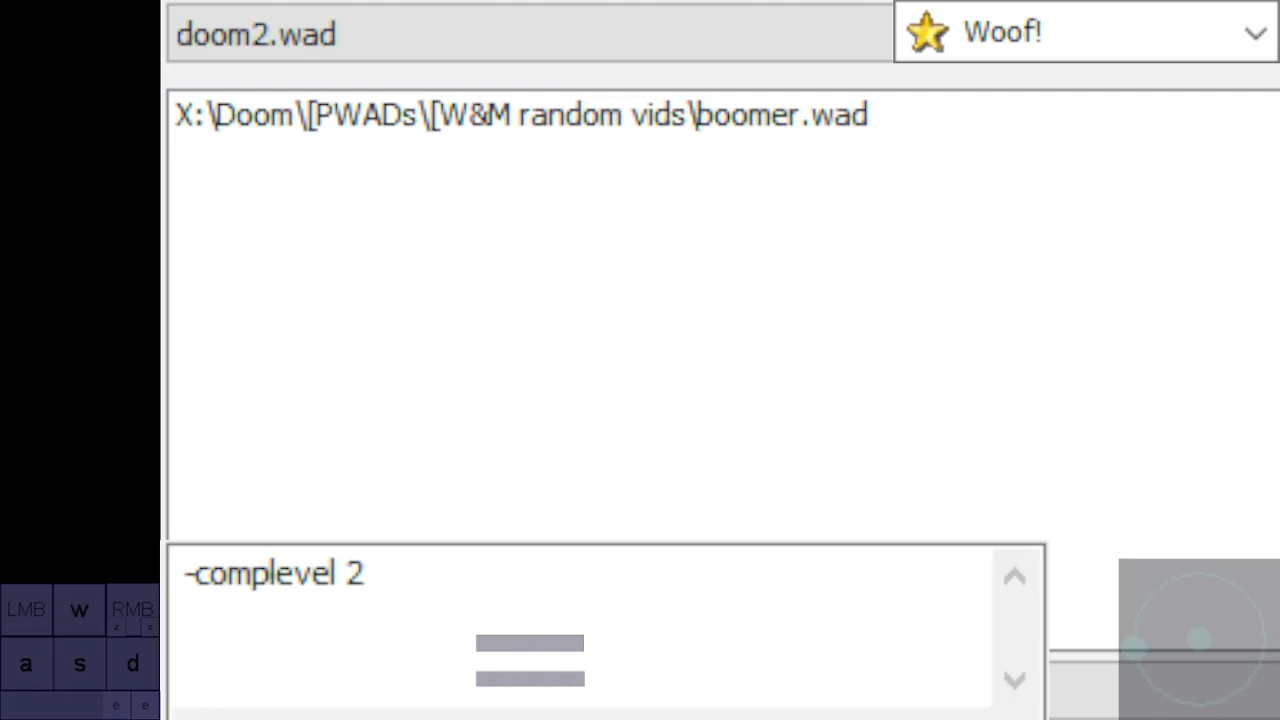 doom2.wad
Woof!
X:\Doom\[PWADs\[W&M random vids\boomer.wad
-complevel 2
LMB w RMB
z c
a s d
e e